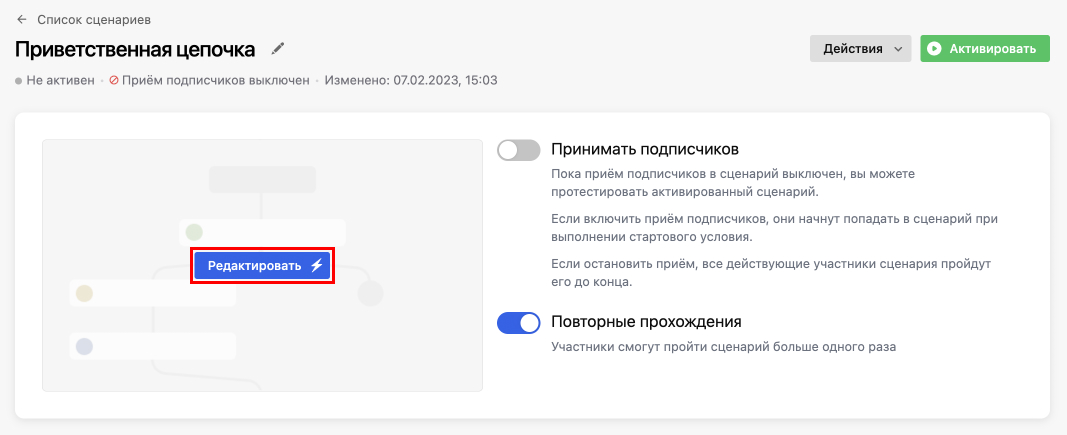 ← Список сценариев
Приветственная цепочка
Действия
Активировать
Не активен · Приём подписчиков выключен · Изменено: 07.02.2023, 15:03
Редактировать
Принимать подписчиков
Пока приём подписчиков в сценарий выключен, вы можете
протестировать активированный сценарий.
Если включить приём подписчиков, они начнут попадать в сценарий при
выполнении стартового условия.
Если остановить приём, все действующие участники сценария пройдут
его до конца.
Повторные прохождения
Участники смогут пройти сценарий больше одного раза